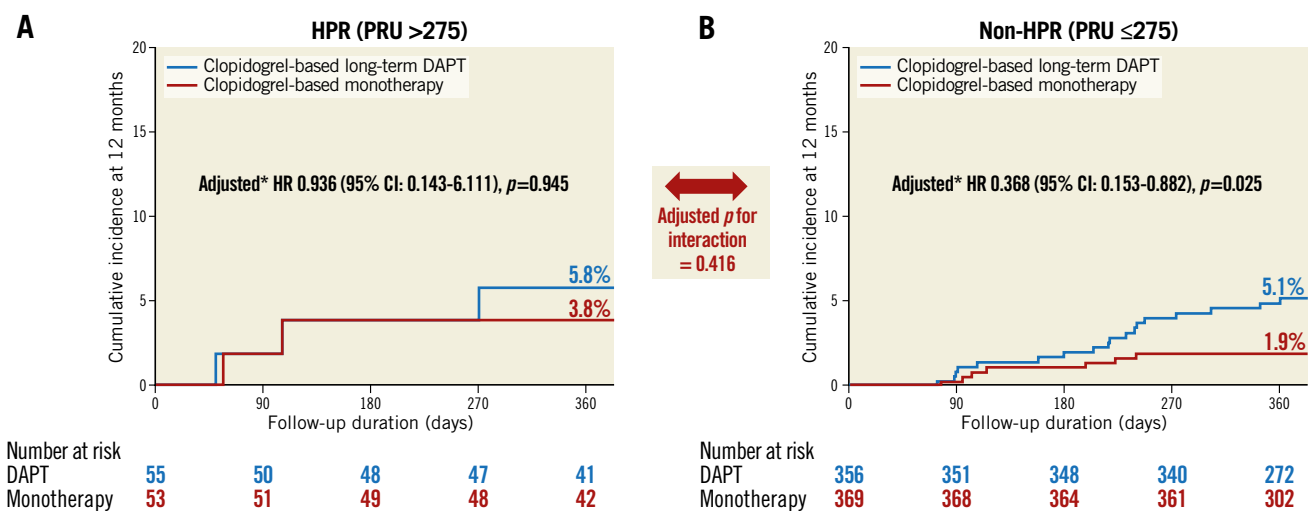 A
HPR (PRU >275)
Cumulative incidence at 12 months
20
15
10
5
0
Clopidogrel-based long-term DAPT
Clopidogrel-based monotherapy
Adjusted* HR 0.936 (95% CI: 0.143-6.111), p=0.945
5.8%
3.8%
0 90 180 270 360
Follow-up duration (days)
Number at risk
DAPT 55 50 48 47 41
Monotherapy 53 51 49 48 42
Adjusted p for
interaction
= 0.416
B
Non-HPR (PRU ≤275)
Cumulative incidence at 12 months
20
15
10
5
0
Clopidogrel-based long-term DAPT
Clopidogrel-based monotherapy
Adjusted* HR 0.368 (95% CI: 0.153-0.882), p=0.025
5.1%
1.9%
0 90 180 270 360
Follow-up duration (days)
Number at risk
DAPT 356 351 348 340 272
Monotherapy 369 368 364 361 302